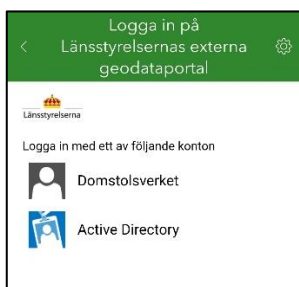 Logga in på
Länsstyrelsernas externa
geodataportal
Länsstyrelserna
Logga in med ett av följande konton
Domstolsverket
Active Directory